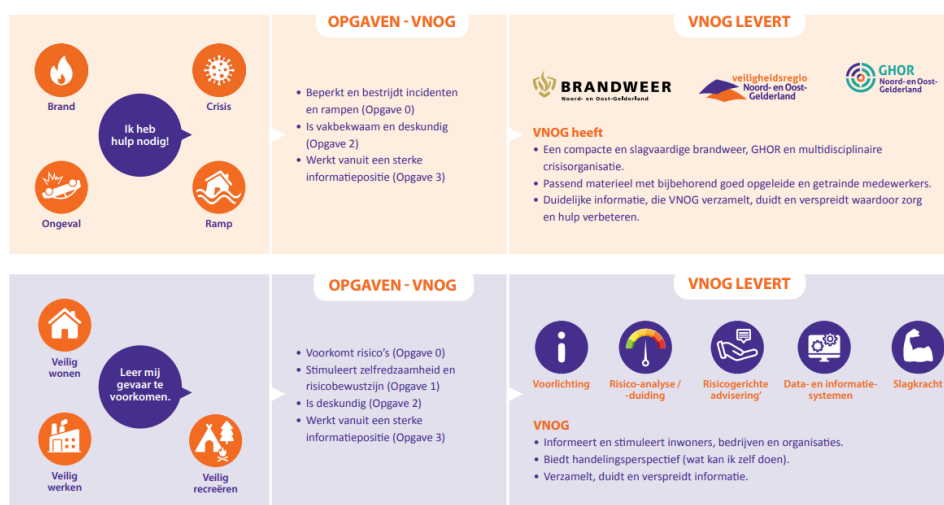 OPGAVEN - VNOG
VNOG LEVERT
Brand
Crisis
Ik heb
hulp nodig!
Ongeval
Ramp
• Beperkt en bestrijdt incidenten
en rampen (Opgave 0)
• Is vakbekwaam en deskundig
(Opgave 2)
• Werkt vanuit een sterke
informatiepositie (Opgave 3)
BRANDWEER
Noord- en Oost-Gelderland
veiligheidsregio
Noord- en Oost-
Gelderland
GHOR
Noord- en Oost-
Gelderland
VNOG heeft
• Een compacte en slagvaardige brandweer, GHOR en multidisciplinaire
crisisorganisatie.
• Passend materieel met bijbehorend goed opgeleide en getrainde medewerkers.
• Duidelijke informatie, die VNOG verzamelt, duidt en verspreidt waardoor zorg
en hulp verbeteren.
OPGAVEN - VNOG
VNOG LEVERT
Veilig
wonen
Leer mij
gevaar te
voorkomen.
Veilig
werken
Veilig
recreëren
• Voorkomt risico's (Opgave 0)
• Stimuleert zelfredzaamheid en
risicobewustzijn (Opgave 1)
• Is deskundig (Opgave 2)
• Werkt vanuit een sterke
informatiepositie (Opgave 3)
Voorlichting
Risico-analyse /
-duiding
Risicogerichte
advisering'
Data- en informatie-
systemen
Slagkracht
VNOG
• Informeert en stimuleert inwoners, bedrijven en organisaties.
• Biedt handelingsperspectief (wat kan ik zelf doen).
• Verzamelt, duidt en verspreidt informatie.